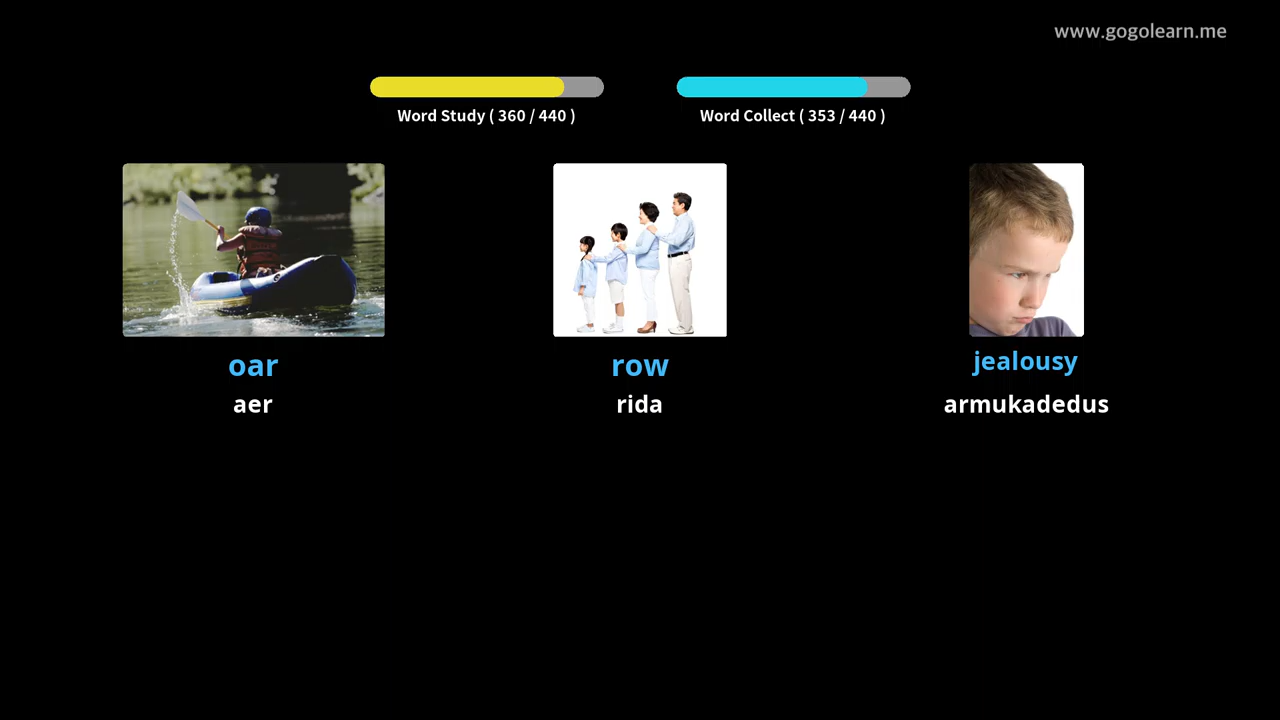 www.gogolearn.me
Word Study ( 360 / 440 )
Word Collect ( 353 / 440 )
oar
row
jealousy
aer
rida
armukadedus